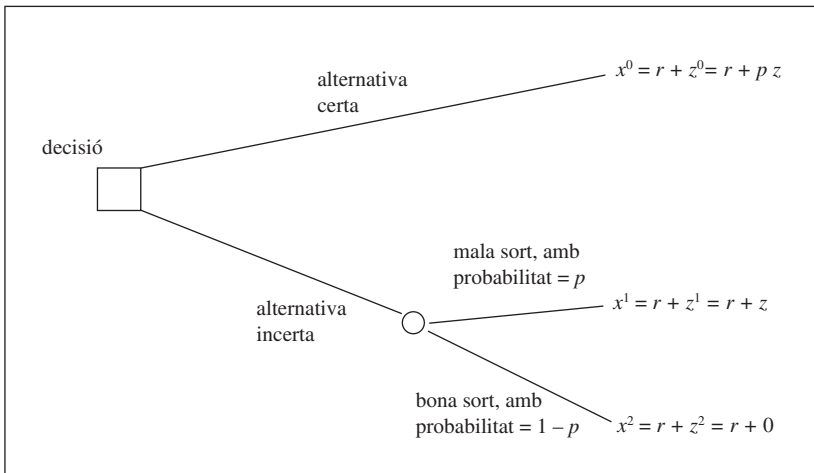 x⁰ = r + z⁰= r + p z
alternativa
certa
decisió
mala sort, amb
probabilitat = p
x¹ = r + z¹ = r + z
alternativa
incerta
bona sort, amb
probabilitat = 1 – p
x² = r + z² = r + 0